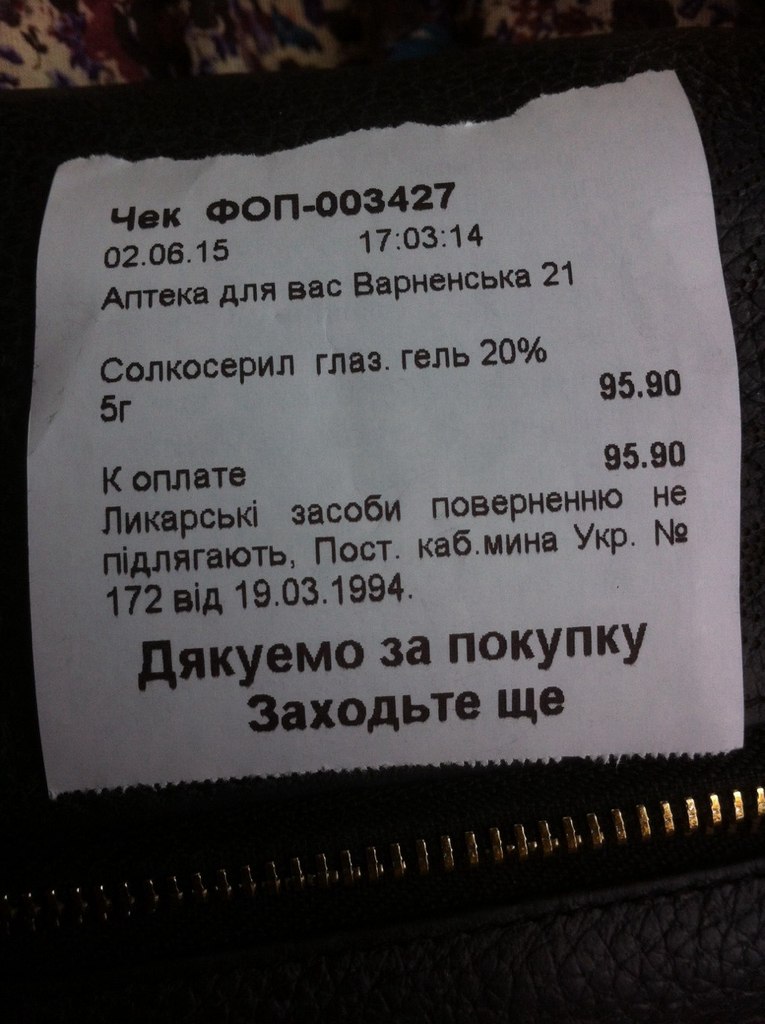 Чек ФОП-003427
02.06.15 17:03:14
Аптека для вас Варненська 21
Солкосерил глаз. гель 20%
5г 95.90
К оплате 95.90
Ликарські засоби поверненню не
підлягають, Пост. каб.мина Укр. №
172 від 19.03.1994.
Дякуемо за покупку
Заходьте ще